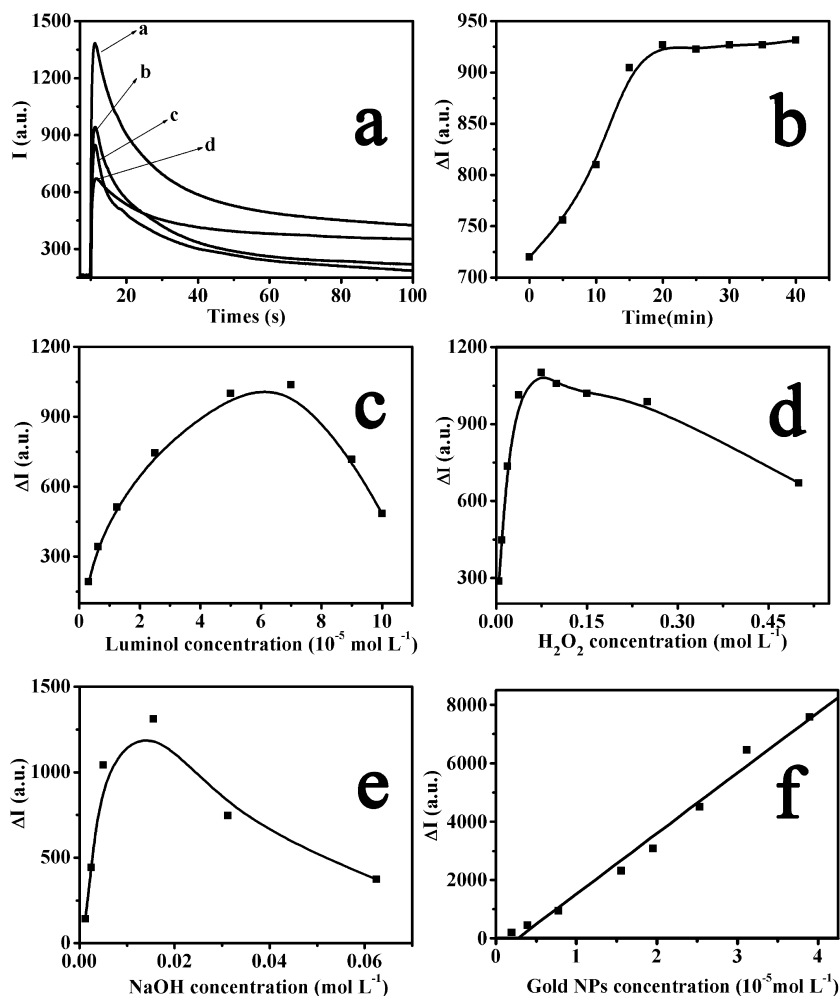 1500
1200
900
600
300
I (a.u.)
a
b
c
d
a
20 40 60 80 100
Times (s)
950
900
850
800
750
700
ΔI (a.u.)
b
0 10 20 30 40
Time(min)
1200
900
600
300
ΔI (a.u.)
c
0 2 4 6 8 10
Luminol concentration (10⁻⁵ mol L⁻¹)
1200
900
600
300
ΔI (a.u.)
d
0.00 0.15 0.30 0.45
H₂O₂ concentration (mol L⁻¹)
1500
1000
500
0
ΔI (a.u.)
e
0.00 0.02 0.04 0.06
NaOH concentration (mol L⁻¹)
8000
6000
4000
2000
0
ΔI (a.u.)
f
0 1 2 3 4
Gold NPs concentration (10⁻⁵mol L⁻¹)